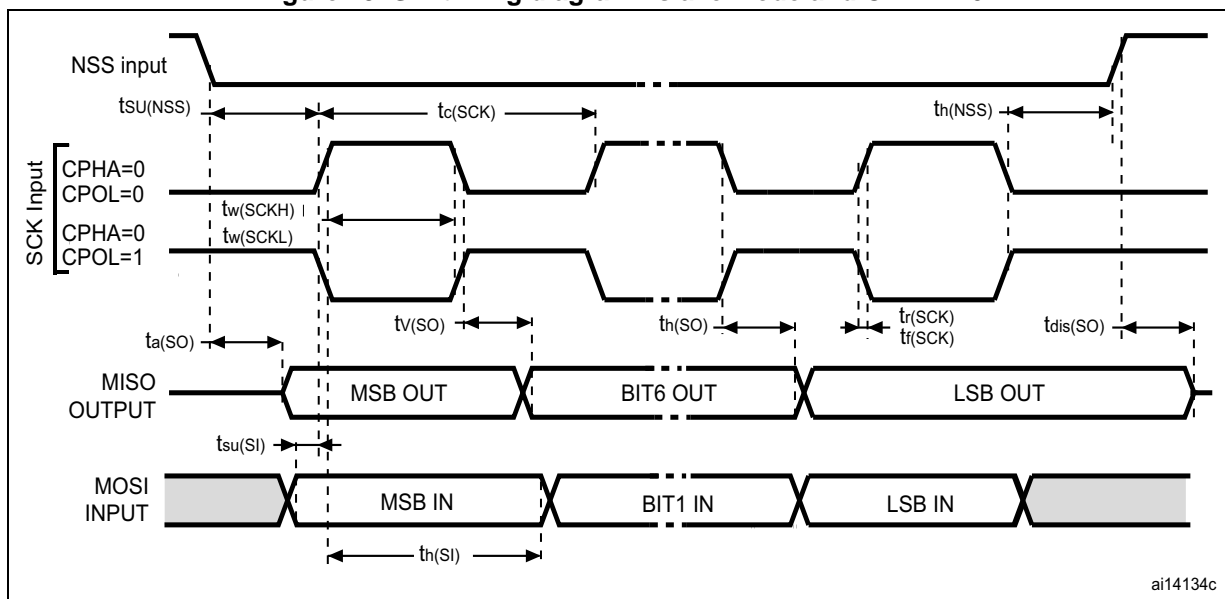 NSS input
tSU(NSS)
tc(SCK)
th(NSS)
SCK Input
CPHA=0
CPOL=0
tw(SCKH)
CPHA=0
CPOL=1
tw(SCKL)
tV(SO)
th(SO)
tr(SCK)
tf(SCK)
tdis(SO)
ta(SO)
MISO
OUTPUT
MSB OUT
BIT6 OUT
LSB OUT
tsu(SI)
MOSI
INPUT
MSB IN
BIT1 IN
LSB IN
th(SI)
ai14134c